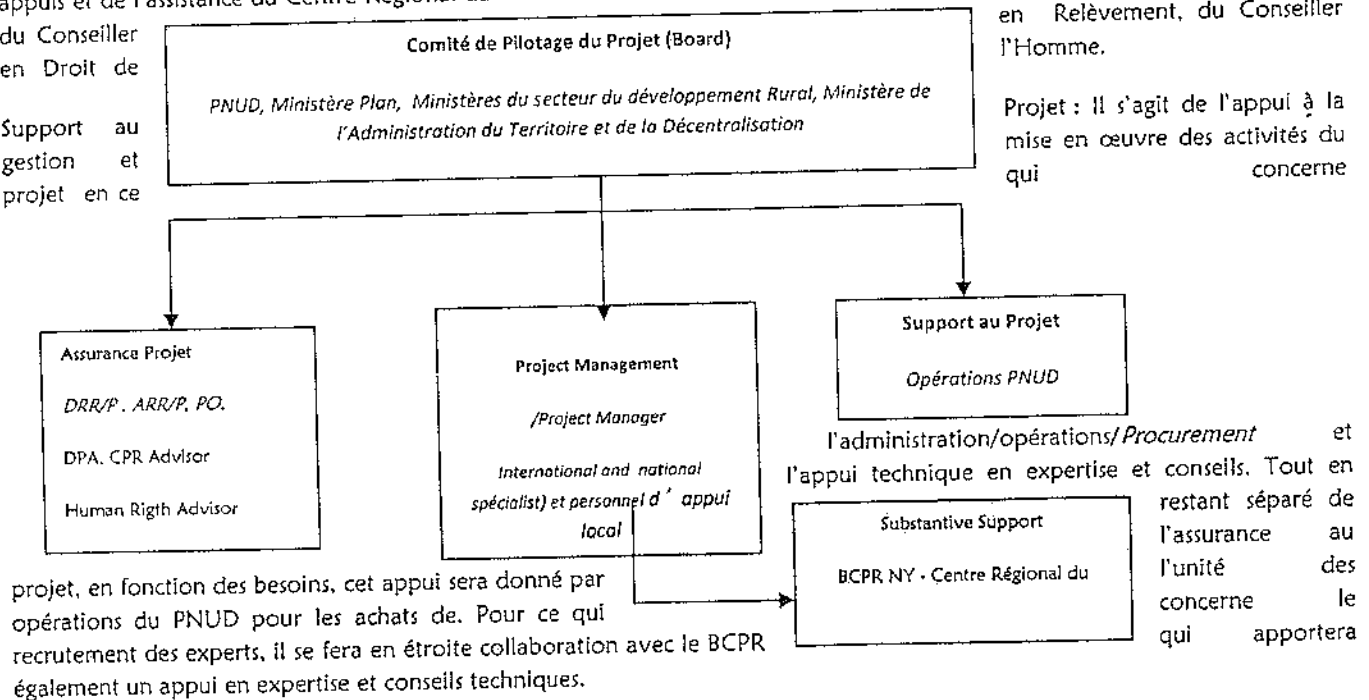 appuis et de l'assistance du Centre Régional du
du Conseiller en Relèvement, du Conseiller
en Droit de l'Homme.
Comité de Pilotage du Projet (Board)
PNUD, Ministère Plan, Ministères du secteur du développement Rural, Ministère de
l'Administration du Territoire et de la Décentralisation
Support au Projet : Il s'agit de l'appui à la
gestion et mise en œuvre des activités du
projet en ce qui concerne
Assurance Projet
DRR/P . ARR/P, PO.
DPA. CPR Advisor
Human Rigth Advisor
Project Management
/Project Manager
International and national
spécialist) et personnel d ' appui
local
Support au Projet
Opérations PNUD
l'administration/opérations/Procurement et
l'appui technique en expertise et conseils. Tout en
restant séparé de
l'assurance au
Substantive Support
BCPR NY - Centre Régional du
projet, en fonction des besoins, cet appui sera donné par l'unité des
opérations du PNUD pour les achats de. Pour ce qui concerne le
recrutement des experts, il se fera en étroite collaboration avec le BCPR qui apportera
également un appui en expertise et conseils techniques.